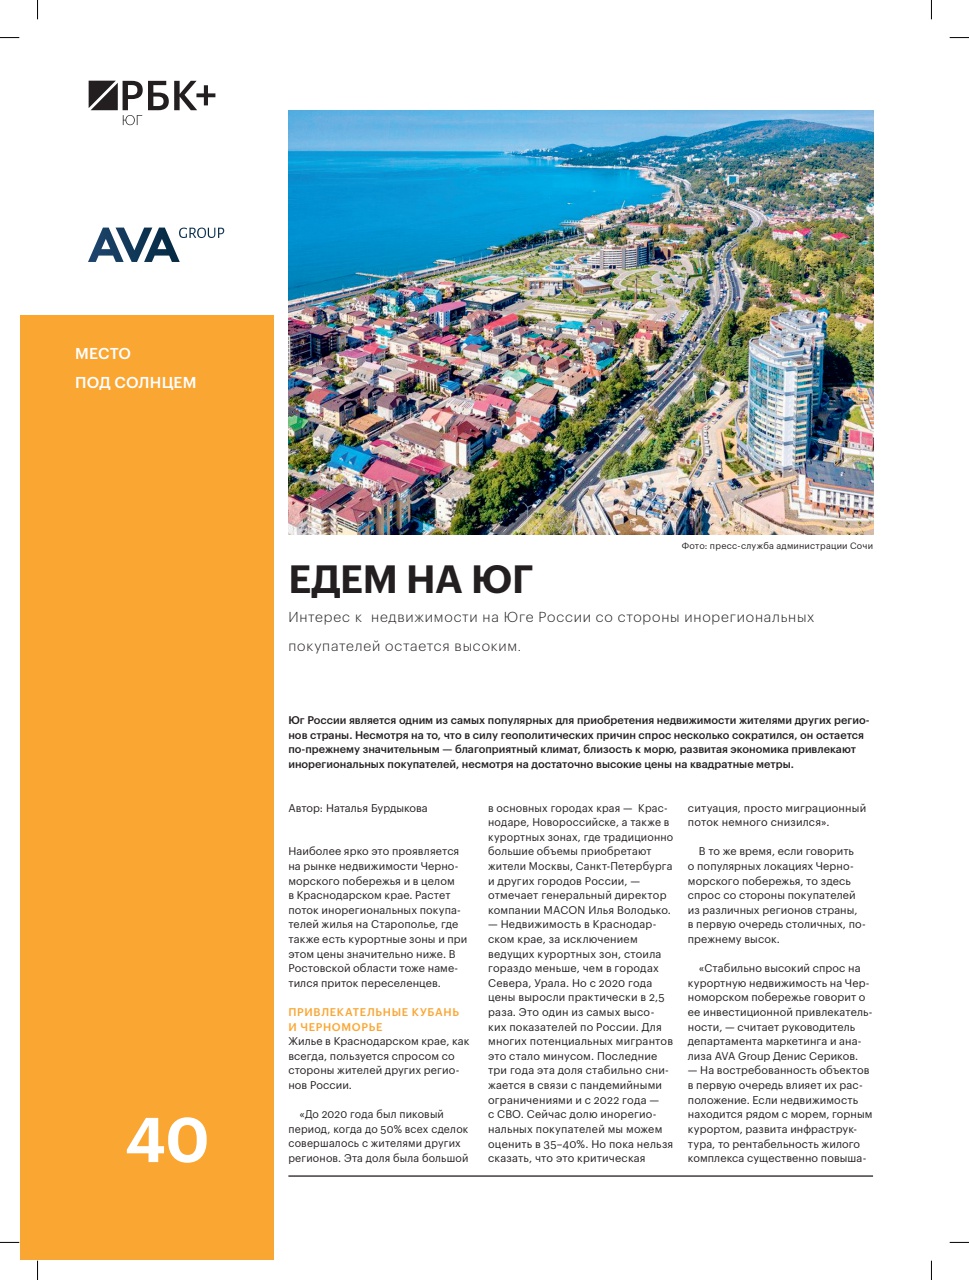 РБК+
ЮГ
AVA GROUP
МЕСТО
ПОД СОЛНЦЕМ
Фото: пресс-служба администрации Сочи
ЕДЕМ НА ЮГ
Интерес к недвижимости на Юге России со стороны инорегиональных
покупателей остается высоким.
Юг России является одним из самых популярных для приобретения недвижимости жителями других регио-
нов страны. Несмотря на то, что в силу геополитических причин спрос несколько сократился, он остается
по-прежнему значительным — благоприятный климат, близость к морю, развитая экономика привлекают
инорегиональных покупателей, несмотря на достаточно высокие цены на квадратные метры.
Автор: Наталья Бурдыкова
Наиболее ярко это проявляется
на рынке недвижимости Черно-
морского побережья и в целом
в Краснодарском крае. Растет
поток инорегиональных покупа-
телей жилья на Старополье, где
также есть курортные зоны и при
этом цены значительно ниже. В
Ростовской области тоже наме-
тился приток переселенцев.
ПРИВЛЕКАТЕЛЬНЫЕ КУБАНЬ
И ЧЕРНОМОРЬЕ
Жилье в Краснодарском крае, как
всегда, пользуется спросом со
стороны жителей других регио-
нов России.
«До 2020 года был пиковый
период, когда до 50% всех сделок
совершалось с жителями других
регионов. Эта доля была большой
в основных городах края — Крас-
нодаре, Новороссийске, а также в
курортных зонах, где традиционно
большие объемы приобретают
жители Москвы, Санкт-Петербурга
и других городов России, —
отмечает генеральный директор
компании MACON Илья Володько.
— Недвижимость в Краснодар-
ском крае, за исключением
ведущих курортных зон, стоила
гораздо меньше, чем в городах
Севера, Урала. Но с 2020 года
цены выросли практически в 2,5
раза. Это один из самых высо-
ких показателей по России. Для
многих потенциальных мигрантов
это стало минусом. Последние
три года эта доля стабильно сни-
жается в связи с пандемийными
ограничениями и с 2022 года —
с СВО. Сейчас долю инорегио-
нальных покупателей мы можем
оценить в 35–40%. Но пока нельзя
сказать, что это критическая
ситуация, просто миграционный
поток немного снизился».
В то же время, если говорить
о популярных локациях Черно-
морского побережья, то здесь
спрос со стороны покупателей
из различных регионов страны,
в первую очередь столичных, по-
прежнему высок.
«Стабильно высокий спрос на
курортную недвижимость на Чер-
номорском побережье говорит о
ее инвестиционной привлекатель-
ности, — считает руководитель
департамента маркетинга и ана-
лиза AVA Group Денис Сериков.
— На востребованность объектов
в первую очередь влияет их рас-
положение. Если недвижимость
находится рядом с морем, горным
курортом, развита инфраструк-
тура, то рентабельность жилого
комплекса существенно повыша-
40